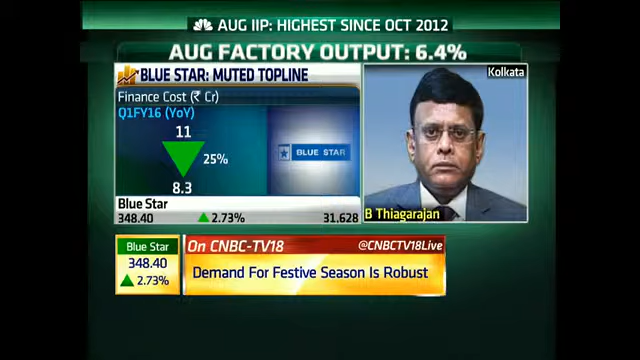 AUG IIP: HIGHEST SINCE OCT 2012
AUG FACTORY OUTPUT: 6.4%
BLUE STAR: MUTED TOPLINE
Finance Cost (₹ Cr)
Q1FY16 (YoY)
11
25%
8.3
BLUE STAR
Blue Star
348.40 2.73% 31.628
Kolkata
B Thiagarajan
Blue Star
348.40
2.73%
On CNBC-TV18 @CNBCTV18Live
Demand For Festive Season Is Robust